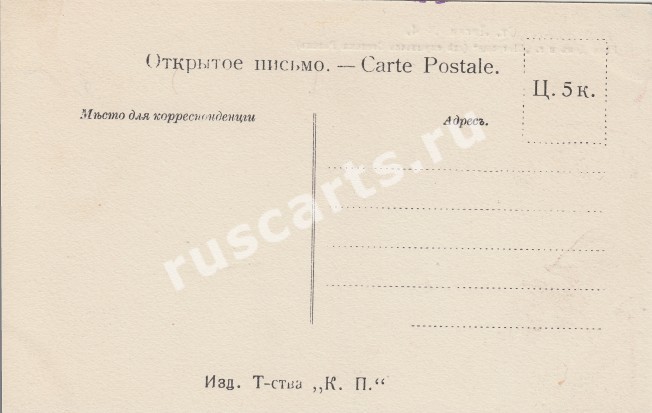 Открытое письмо. — Carte Postale.
Ц. 5 к.
Мѣсто для корреспонденціи
Адресъ.
ruscarts.ru
Изд. Т-ства „К. П.“